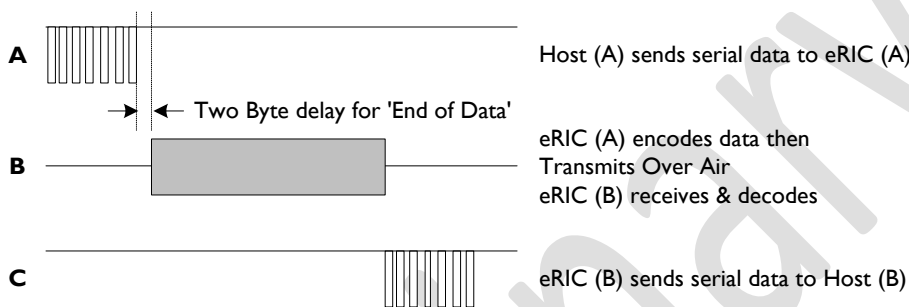 A
Host (A) sends serial data to eRIC (A)
Two Byte delay for 'End of Data'
B
eRIC (A) encodes data then
Transmits Over Air
eRIC (B) receives & decodes
C
eRIC (B) sends serial data to Host (B)